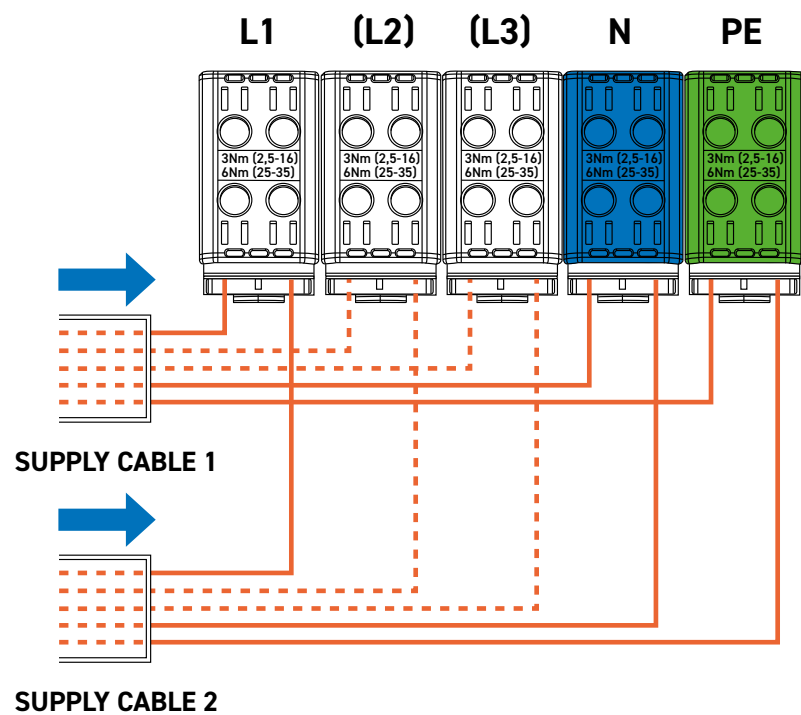 L1 (L2) (L3) N PE
3Nm (2,5-16) 3Nm (2,5-16) 3Nm (2,5-16) 3Nm (2,5-16) 3Nm (2,5-16)
6Nm (25-35) 6Nm (25-35) 6Nm (25-35) 6Nm (25-35) 6Nm (25-35)
SUPPLY CABLE 1
SUPPLY CABLE 2